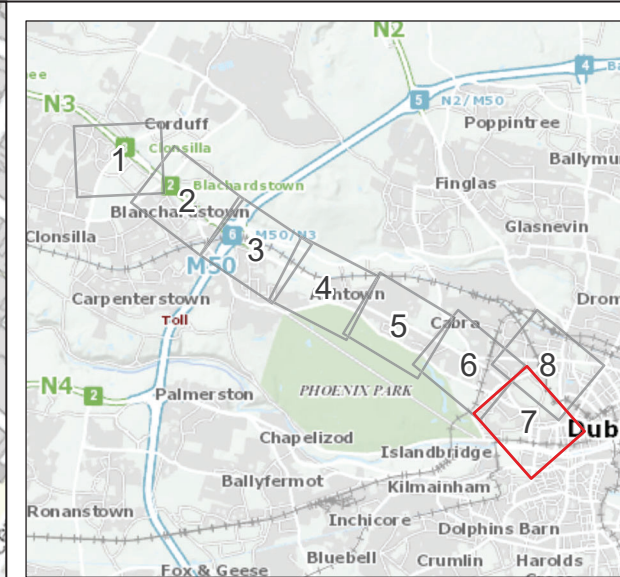 N2
4
5
N2/M50
ee
N3
Corduff
Poppintree
1
Clonsilla
Ballymu
2
Blachardstown
Finglas
2
Blanchardstown
Glasnevin
Clonsilla
6
M50/N3
3
M50
4
Ashtown
Carpenterstown
Drom
Toll
5
Cabra
8
6
N4
2
PHOENIX PARK
Palmerston
7
Dub
Chapelizod
Islandbridge
Ballyfermot
Kilmainham
Ronanstown
Inchicore
Dolphins Barn
Bluebell
Crumlin
Harolds
Fox & Geese